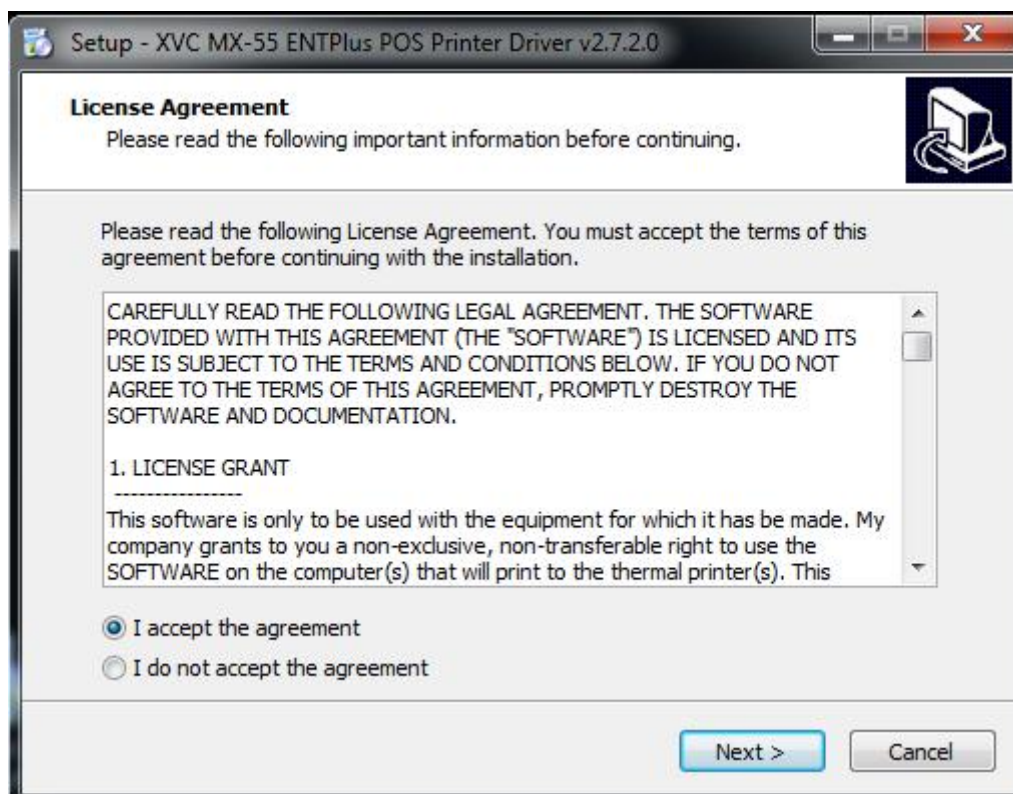 Setup - XVC MX-55 ENTPlus POS Printer Driver v2.7.2.0
License Agreement
Please read the following important information before continuing.
Please read the following License Agreement. You must accept the terms of this
agreement before continuing with the installation.
CAREFULLY READ THE FOLLOWING LEGAL AGREEMENT. THE SOFTWARE
PROVIDED WITH THIS AGREEMENT (THE "SOFTWARE") IS LICENSED AND ITS
USE IS SUBJECT TO THE TERMS AND CONDITIONS BELOW. IF YOU DO NOT
AGREE TO THE TERMS OF THIS AGREEMENT, PROMPTLY DESTROY THE
SOFTWARE AND DOCUMENTATION.
1. LICENSE GRANT
----------------
This software is only to be used with the equipment for which it has be made. My
company grants to you a non-exclusive, non-transferable right to use the
SOFTWARE on the computer(s) that will print to the thermal printer(s). This
I accept the agreement
I do not accept the agreement
Next >
Cancel